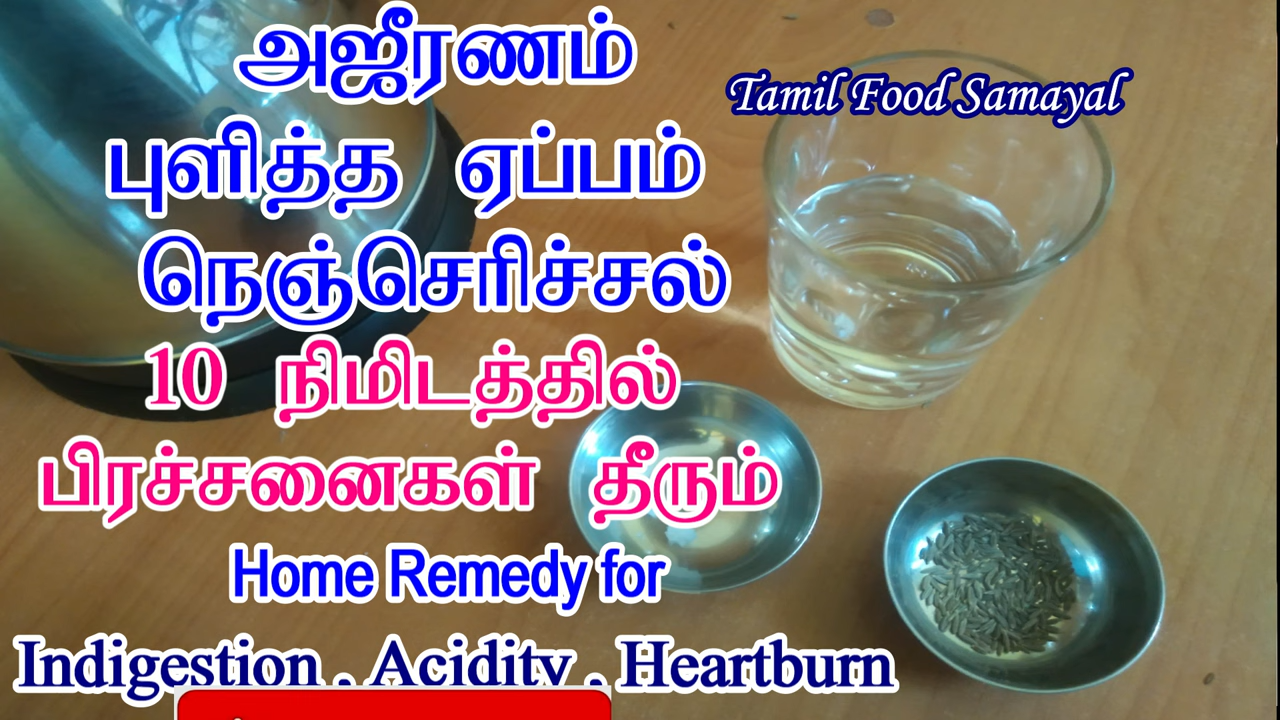 அஜீரணம்
Tamil Food Samayal
புளித்த ஏப்பம்
நெஞ்செரிச்சல்
10 நிமிடத்தில்
பிரச்சனைகள் தீரும்
Home Remedy for
Indigestion , Acidity , Heartburn